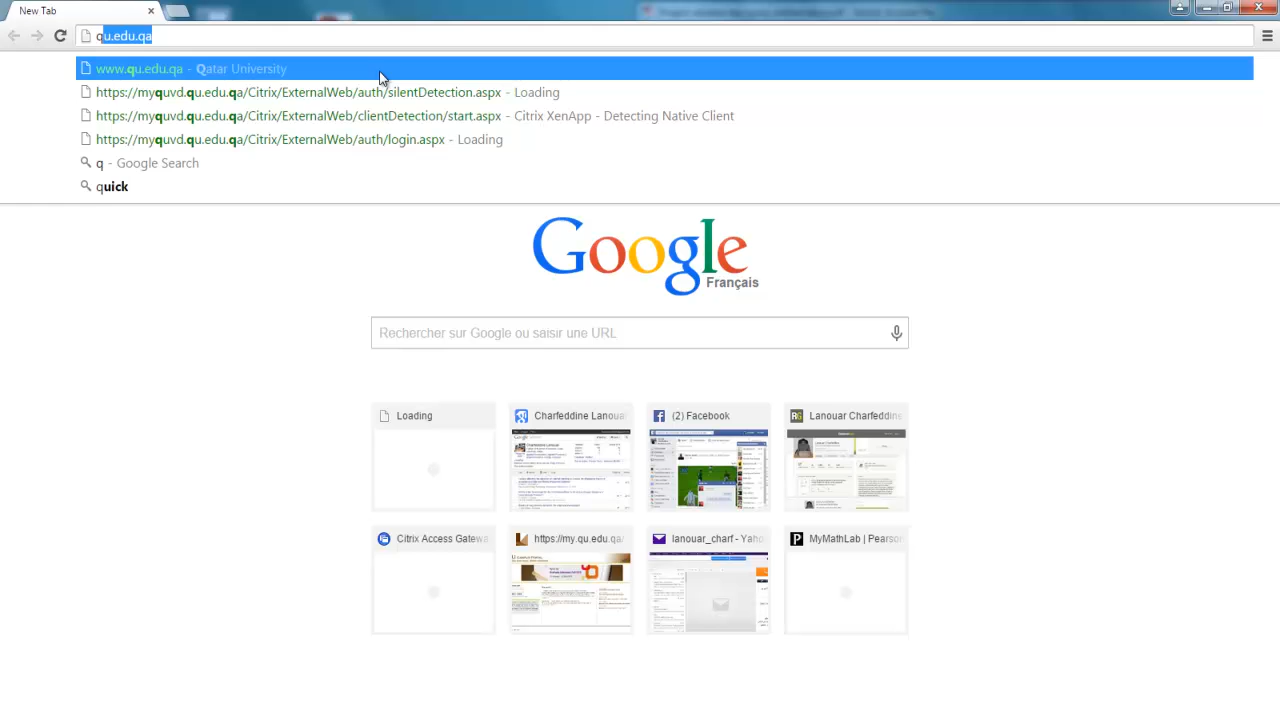 New Tab
qu.edu.qa
www.qu.edu.qa - Qatar University
https://myquvd.qu.edu.qa/Citrix/ExternalWeb/auth/silentDetection.aspx - Loading
https://myquvd.qu.edu.qa/Citrix/ExternalWeb/clientDetection/start.aspx - Citrix XenApp - Detecting Native Client
https://myquvd.qu.edu.qa/Citrix/ExternalWeb/auth/login.aspx - Loading
q - Google Search
quick
Google
Français
Rechercher sur Google ou saisir une URL
Loading
Charfeddine Lanoua
(2) Facebook
Lanouar Charfeddine
Citrix Access Gatewa
https://my.qu.edu.qa/
lanouar_charf - Yaho
MyMathLab | Pearson